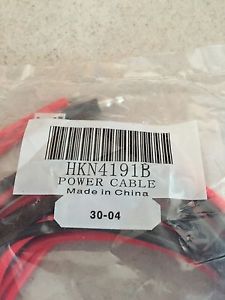 HKN4191B
POWER CABLE
Made in China
30-04